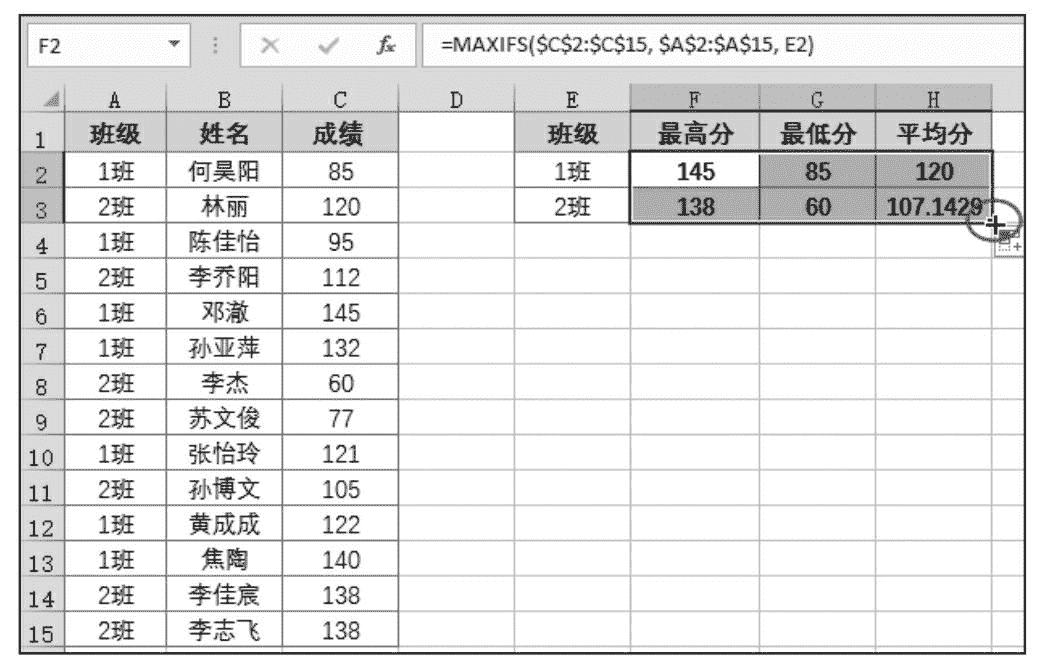 F2 fx =MAXIFS($C$2:$C$15, $A$2:$A$15, E2)
A B C D E F G H
1 班级 姓名 成绩 班级 最高分 最低分 平均分
2 1班 何昊阳 85 1班 145 85 120
3 2班 林丽 120 2班 138 60 107.1429
4 1班 陈佳怡 95
5 2班 李乔阳 112
6 1班 邓澈 145
7 1班 孙亚萍 132
8 2班 李杰 60
9 2班 苏文俊 77
10 1班 张怡玲 121
11 2班 孙博文 105
12 1班 黄成成 122
13 1班 焦陶 140
14 2班 李佳宸 138
15 2班 李志飞 138